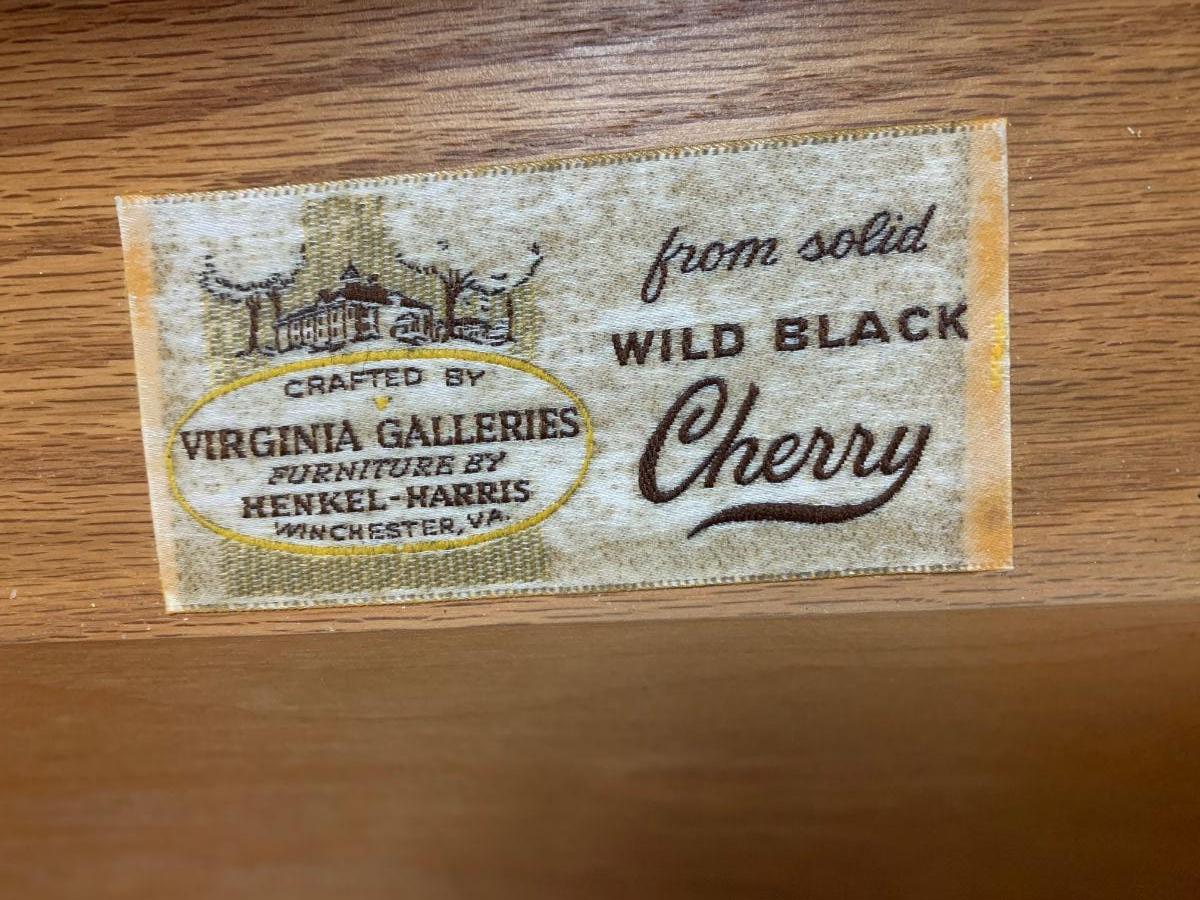 CRAFTED BY
VIRGINIA GALLERIES
FURNITURE BY
HENKEL-HARRIS
WINCHESTER, VA.
from solid
WILD BLACK
Cherry